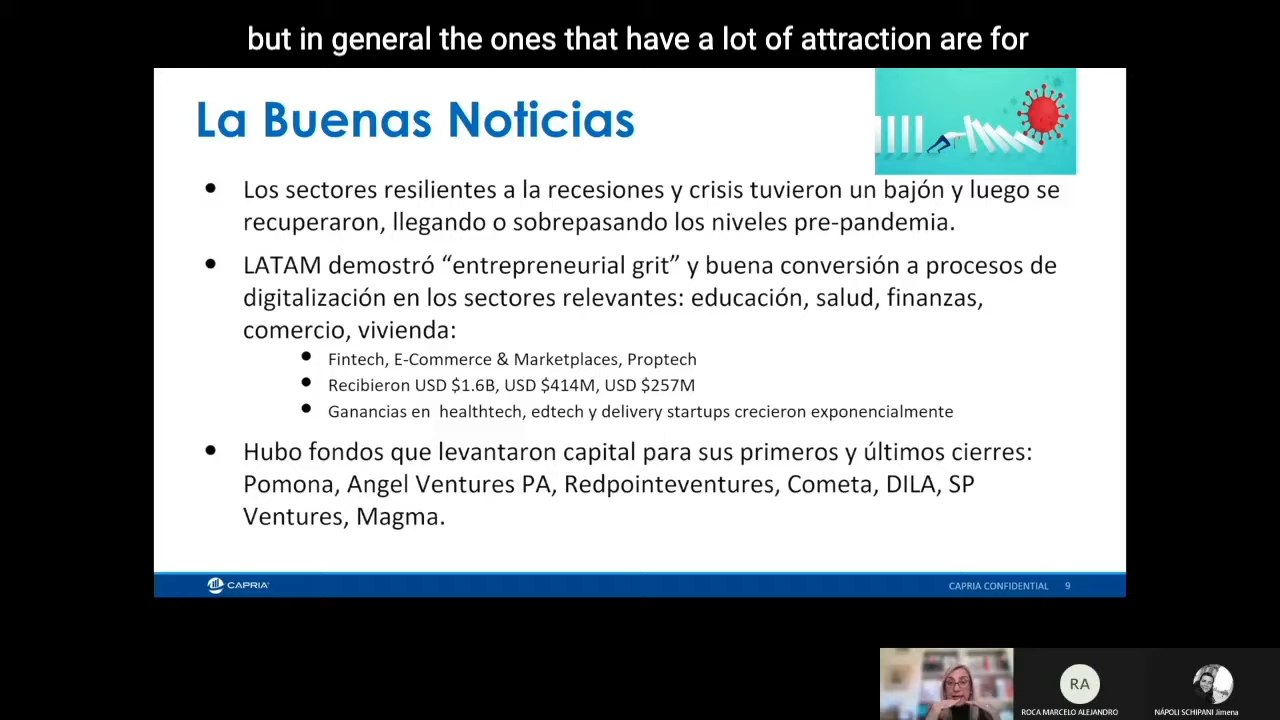 but in general the ones that have a lot of attraction are for
La Buenas Noticias
Los sectores resilientes a la recesiones y crisis tuvieron un bajón y luego se
recuperaron, llegando o sobrepasando los niveles pre-pandemia.
LATAM demostró “entrepreneurial grit” y buena conversión a procesos de
digitalización en los sectores relevantes: educación, salud, finanzas,
comercio, vivienda:
Fintech, E-Commerce & Marketplaces, Proptech
Recibieron USD $1.6B, USD $414M, USD $257M
Ganancias en healthtech, edtech y delivery startups crecieron exponencialmente
Hubo fondos que levantaron capital para sus primeros y últimos cierres:
Pomona, Angel Ventures PA, Redpointeventures, Cometa, DILA, SP
Ventures, Magma.
CAPRIA
CAPRIA CONFIDENTIAL 9
RA
ROCA MARCELO ALEJANDRO
NÁPOLI SCHIPANI Jimena